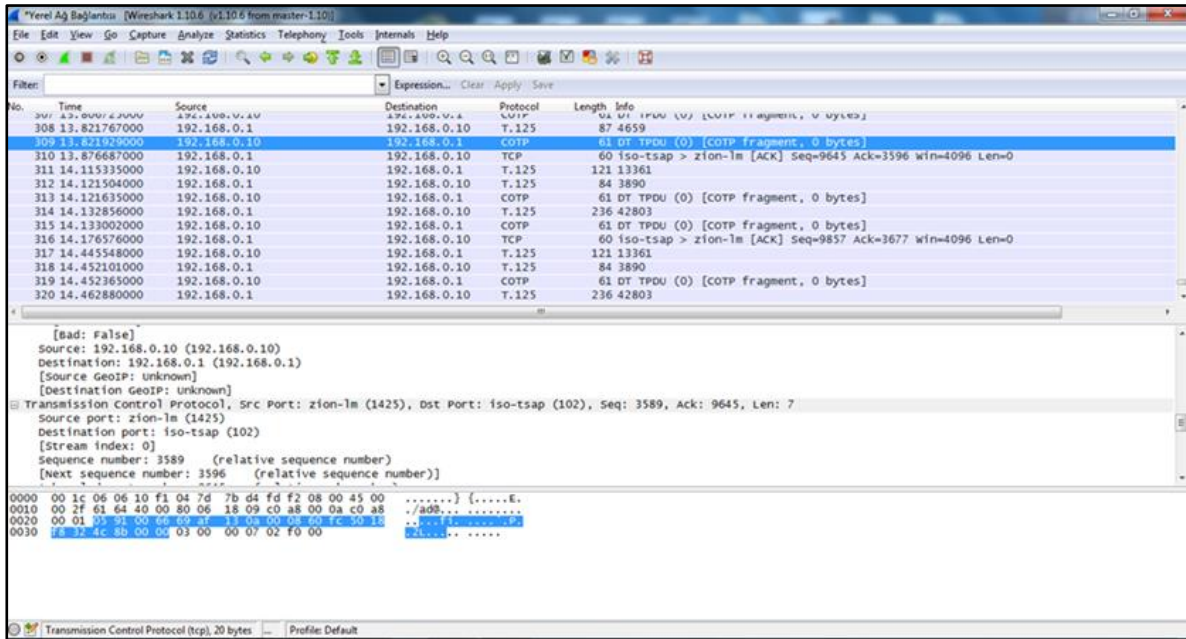 *Yerel Ağ Bağlantısı [Wireshark 1.10.6 (v1.10.6 from master-1.10)]
File Edit View Go Capture Analyze Statistics Telephony Tools Internals Help
Filter: Expression... Clear Apply Save
No. Time Source Destination Protocol Length Info
308 13.821767000 192.168.0.1 192.168.0.10 T.125 87 4659
309 13.821929000 192.168.0.10 192.168.0.1 COTP 61 DT TPDU (0) [COTP fragment, 0 bytes]
310 13.876687000 192.168.0.1 192.168.0.10 TCP 60 iso-tsap > zion-lm [ACK] Seq=9645 Ack=3596 Win=4096 Len=0
311 14.115335000 192.168.0.10 192.168.0.1 T.125 121 13361
312 14.121504000 192.168.0.1 192.168.0.10 T.125 84 3890
313 14.121635000 192.168.0.10 192.168.0.1 COTP 61 DT TPDU (0) [COTP fragment, 0 bytes]
314 14.132856000 192.168.0.1 192.168.0.10 T.125 236 42803
315 14.133002000 192.168.0.10 192.168.0.1 COTP 61 DT TPDU (0) [COTP fragment, 0 bytes]
316 14.176576000 192.168.0.1 192.168.0.10 TCP 60 iso-tsap > zion-lm [ACK] Seq=9857 Ack=3677 Win=4096 Len=0
317 14.445548000 192.168.0.10 192.168.0.1 T.125 121 13361
318 14.452101000 192.168.0.1 192.168.0.10 T.125 84 3890
319 14.452365000 192.168.0.10 192.168.0.1 COTP 61 DT TPDU (0) [COTP fragment, 0 bytes]
320 14.462880000 192.168.0.1 192.168.0.10 T.125 236 42803
[Bad: False]
Source: 192.168.0.10 (192.168.0.10)
Destination: 192.168.0.1 (192.168.0.1)
[Source GeoIP: Unknown]
[Destination GeoIP: Unknown]
Transmission Control Protocol, Src Port: zion-lm (1425), Dst Port: iso-tsap (102), Seq: 3589, Ack: 9645, Len: 7
Source port: zion-lm (1425)
Destination port: iso-tsap (102)
[Stream index: 0]
Sequence number: 3589 (relative sequence number)
[Next sequence number: 3596 (relative sequence number)]
0000 00 1c 06 06 10 f1 04 7d 7b d4 fd f2 08 00 45 00 .......} {.....E.
0010 00 2f 61 64 40 00 80 06 18 09 c0 a8 00 0a c0 a8 ./ad@... ........
0020 00 01 05 91 00 66 69 af 13 0a 00 08 60 fc 50 18 .....fi. ....`.P.
0030 f8 32 4c 8b 00 00 03 00 00 07 02 f0 00 .2L..... .....
Transmission Control Protocol (tcp), 20 bytes ... Profile: Default